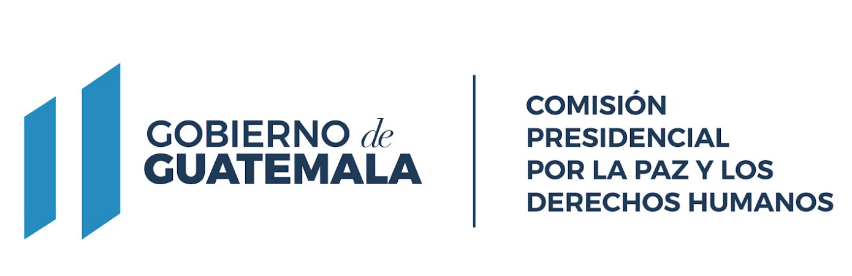 GOBIERNO de
GUATEMALA
COMISIÓN
PRESIDENCIAL
POR LA PAZ Y LOS
DERECHOS HUMANOS